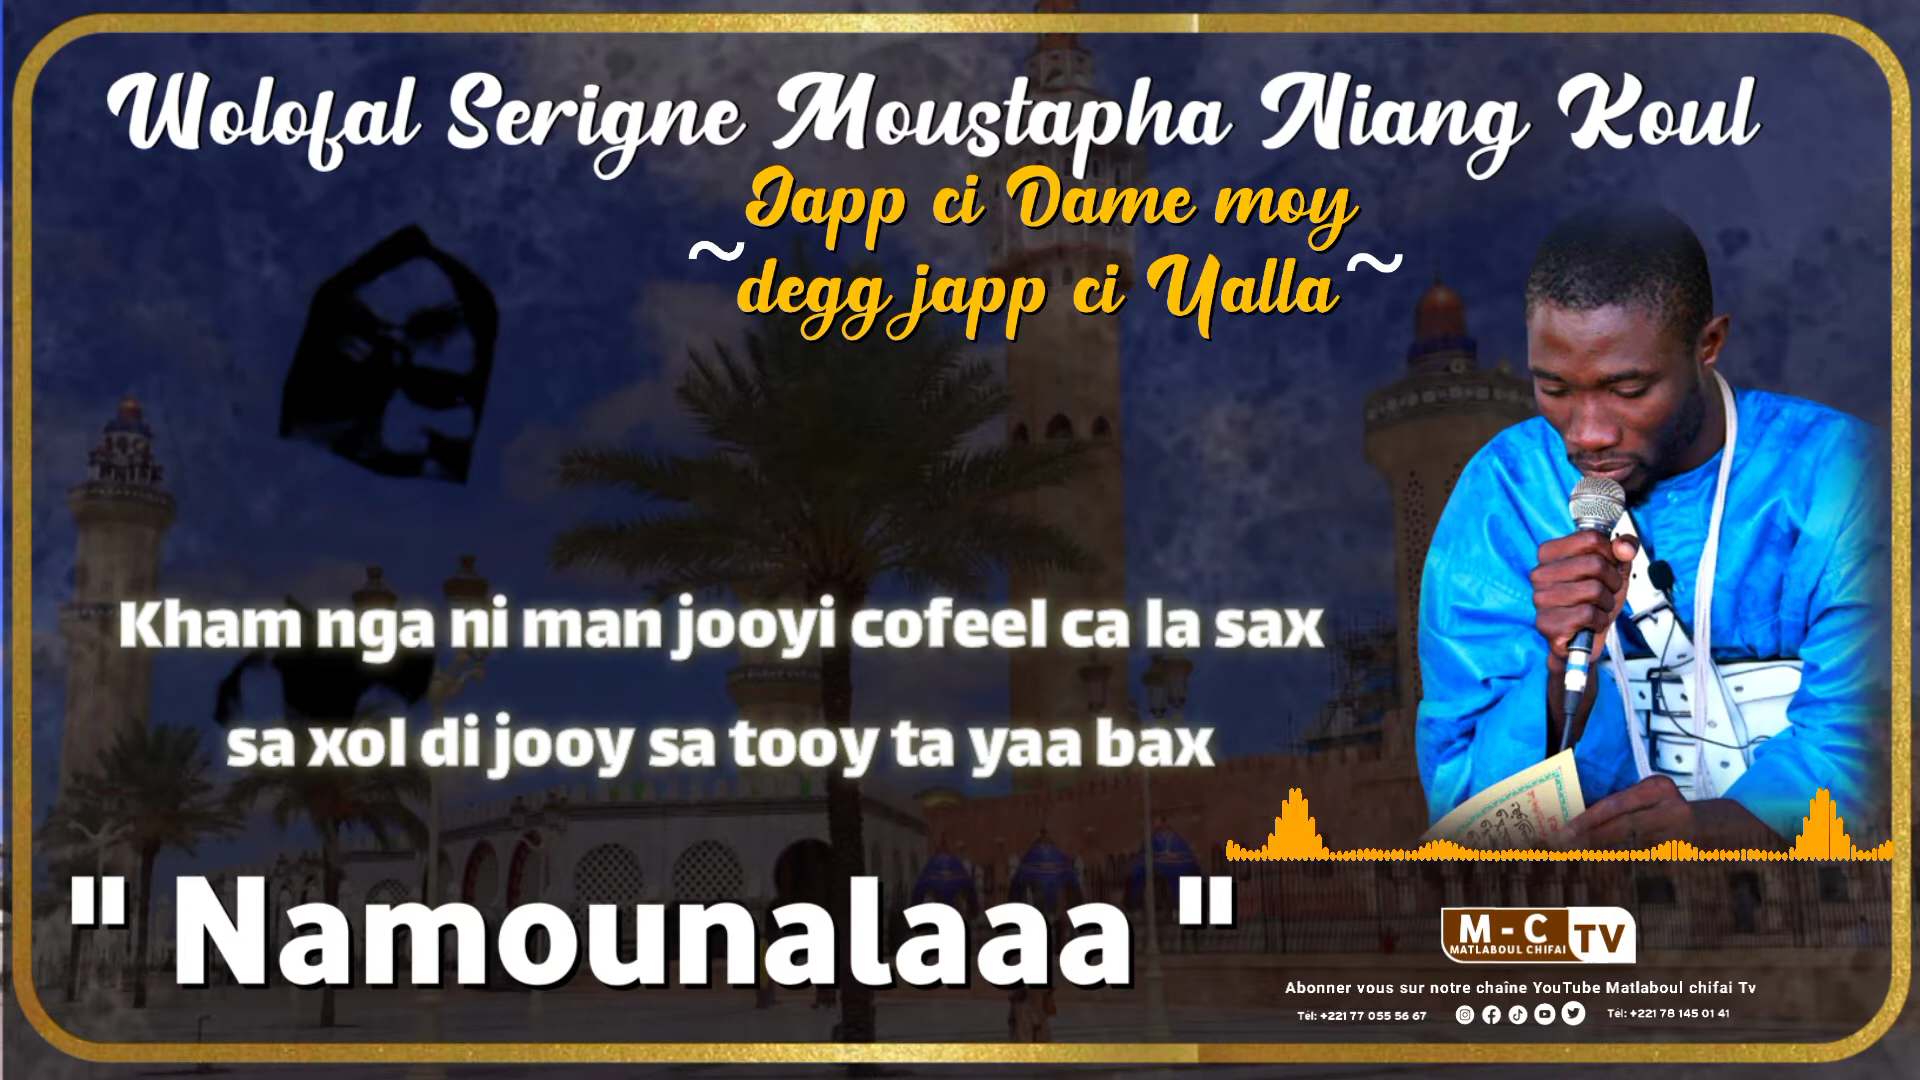 Wolofal Serigne Moustapha Niang Koul
Japp ci Dame moy
~degg japp ci Yalla~
Kham nga ni man jooyi cofeel ca la sax
sa xol di jooy sa tooy ta yaa bax
" Namounalaaa "
M - C TV
MATLABOUL CHIFAI
Abonner vous sur notre chaîne YouTube Matlaboul chifai Tv
Tél: +221 77 055 56 67
Tél: +221 78 145 01 41